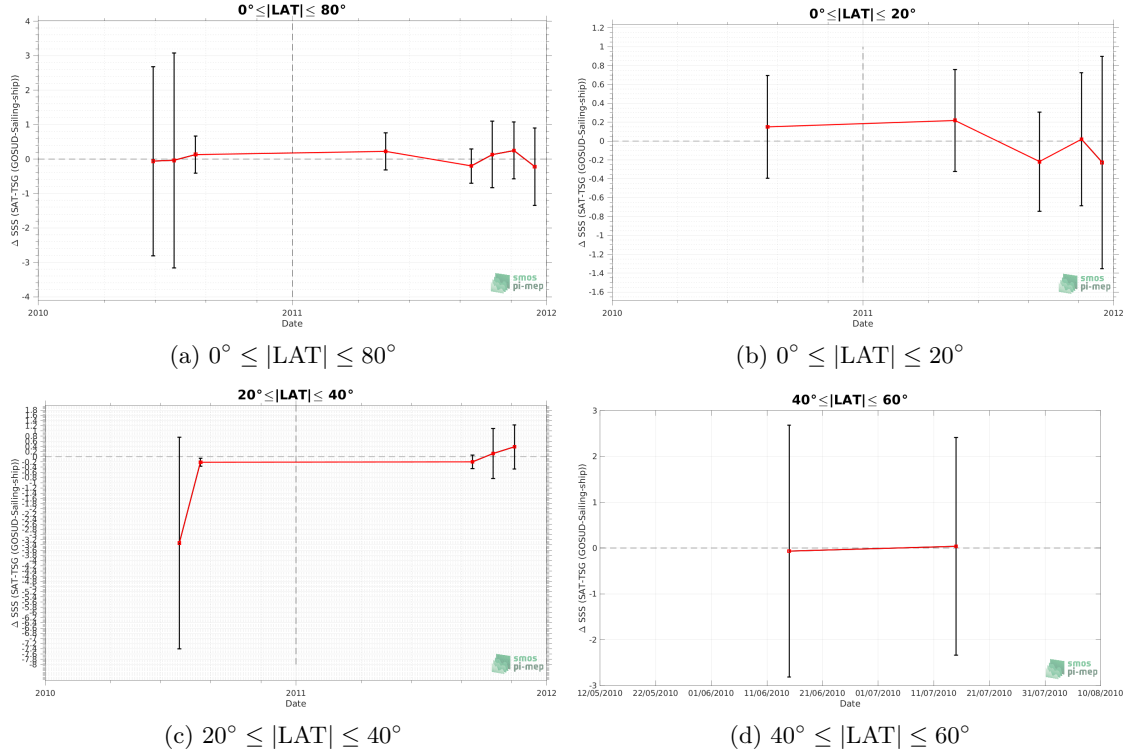 0°≤|LAT|≤ 80°
Δ SSS (SAT-TSG (GOSUD-Sailing-ship))
4
3
2
1
0
-1
-2
-3
-4
2010
2011
2012
Date
smos
pi-mep
(a) 0° ≤ |LAT| ≤ 80°
0°≤|LAT|≤ 20°
Δ SSS (SAT-TSG (GOSUD-Sailing-ship))
1.2
1
0.8
0.6
0.4
0.2
0
-0.2
-0.4
-0.6
-0.8
-1
-1.2
-1.4
-1.6
2010
2011
2012
Date
smos
pi-mep
(b) 0° ≤ |LAT| ≤ 20°
20°≤|LAT|≤ 40°
Δ SSS (SAT-TSG (GOSUD-Sailing-ship))
1.8
-8
2010
2011
2012
Date
smos
pi-mep
(c) 20° ≤ |LAT| ≤ 40°
40°≤|LAT|≤ 60°
Δ SSS (SAT-TSG (GOSUD-Sailing-ship))
3
2
1
0
-1
-2
-3
12/05/2010 22/05/2010 01/06/2010 11/06/2010 21/06/2010 01/07/2010 11/07/2010 21/07/2010 31/07/2010 10/08/2010
Date
smos
pi-mep
(d) 40° ≤ |LAT| ≤ 60°